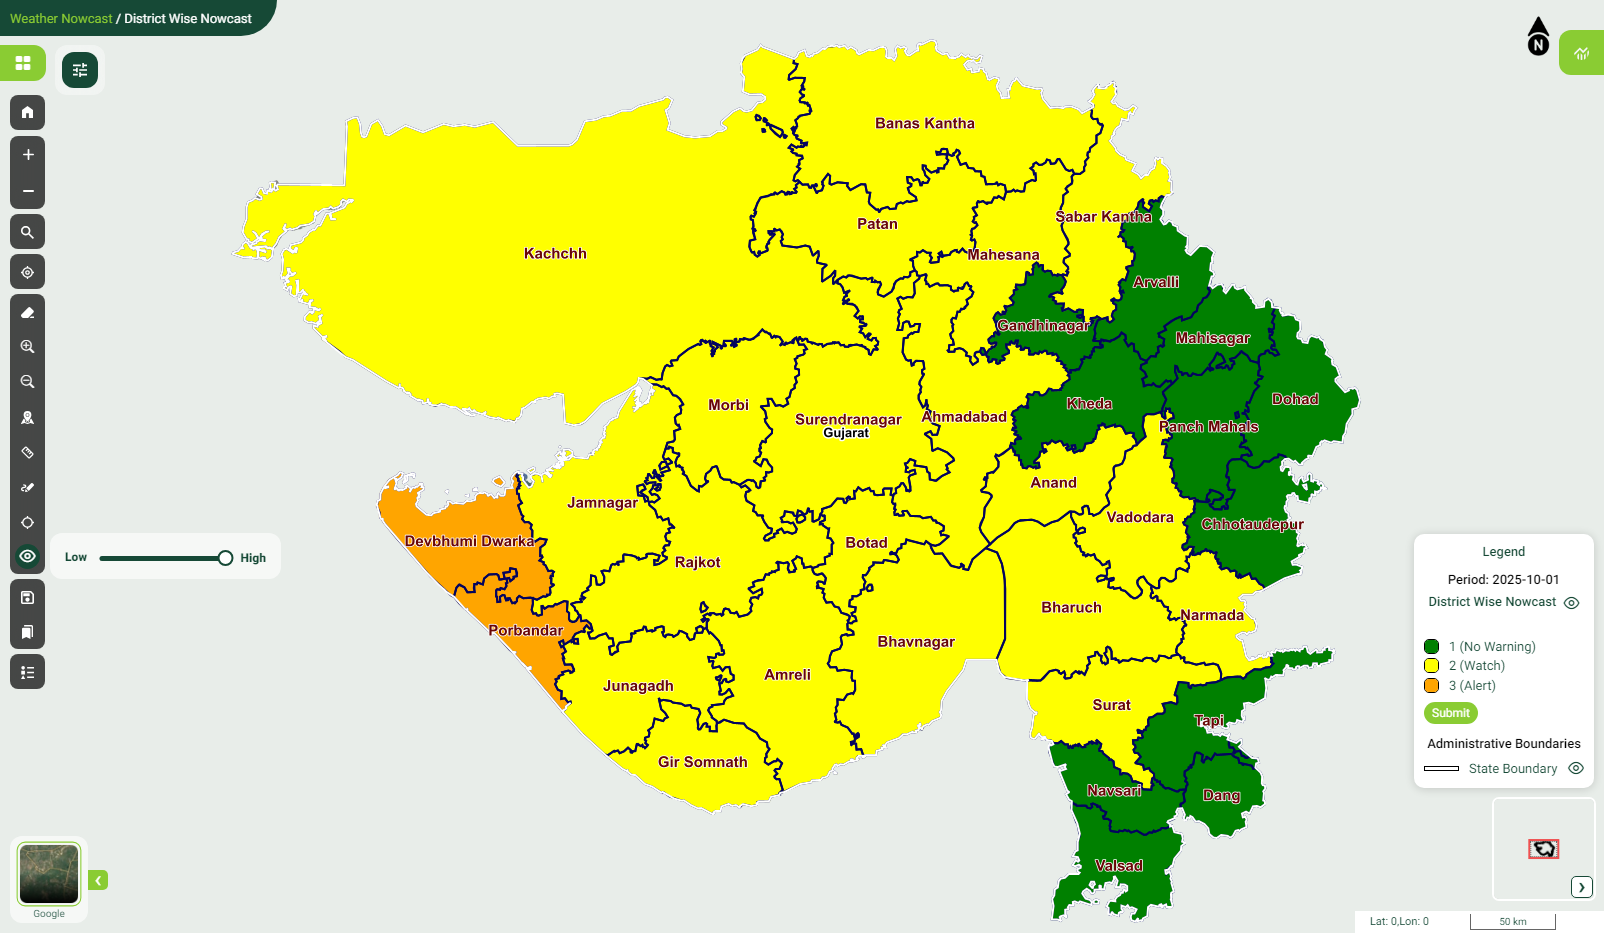 Weather Nowcast / District Wise Nowcast
N
Banas Kantha
Patan
Sabar Kantha
Kachchh
Mahesana
Arvalli
Gandhinagar
Mahisagar
Morbi
Kheda
Dohad
Surendranagar
Ahmadabad
Panch Mahals
Gujarat
Anand
Jamnagar
Vadodara
Chhotaudepur
Devbhumi Dwarka
Botad
Rajkot
Low
High
Bharuch
Narmada
Porbandar
Bhavnagar
Amreli
Junagadh
Surat
Tapi
Gir Somnath
Navsari
Dang
Valsad
Legend
Period: 2025-10-01
District Wise Nowcast
1 (No Warning)
2 (Watch)
3 (Alert)
Submit
Administrative Boundaries
State Boundary
Google
Lat: 0,Lon: 0
50 km